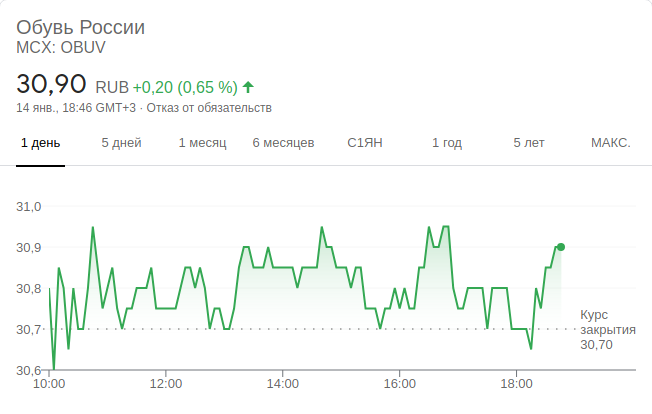 Обувь России
MCX: OBUV
30,90 RUB +0,20 (0,65 %)
14 янв., 18:46 GMT+3 · Отказ от обязательств
1 день 5 дней 1 месяц 6 месяцев С1ЯН 1 год 5 лет МАКС.
31,0
30,9
30,8
30,7
30,6
Курс
закрытия
30,70
10:00 12:00 14:00 16:00 18:00